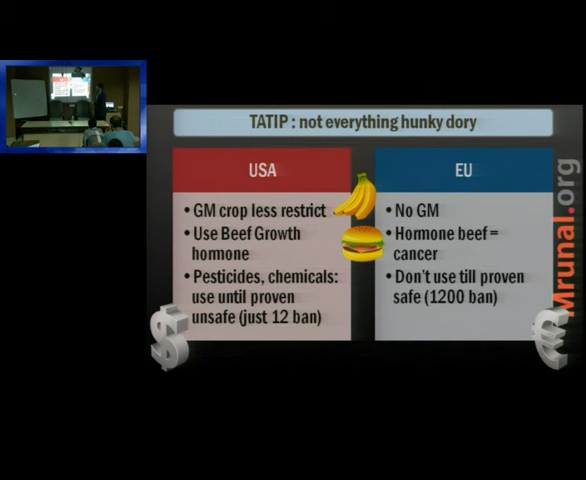 TATIP : not everything hunky dory
USA
• GM crop less restrict
• Use Beef Growth
hormone
• Pesticides, chemicals:
use until proven
unsafe (just 12 ban)
EU
• No GM
• Hormone beef =
cancer
• Don't use till proven
safe (1200 ban)
Mrunal.org
$
€